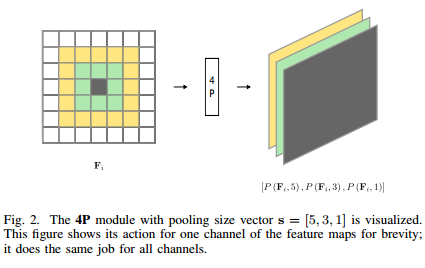 4
P
F_i
[P (F_i, 5) , P (F_i, 3) , P (F_i, 1)]
Fig. 2. The 4P module with pooling size vector s = [5, 3, 1] is visualized.
This figure shows its action for one channel of the feature maps for brevity;
it does the same job for all channels.